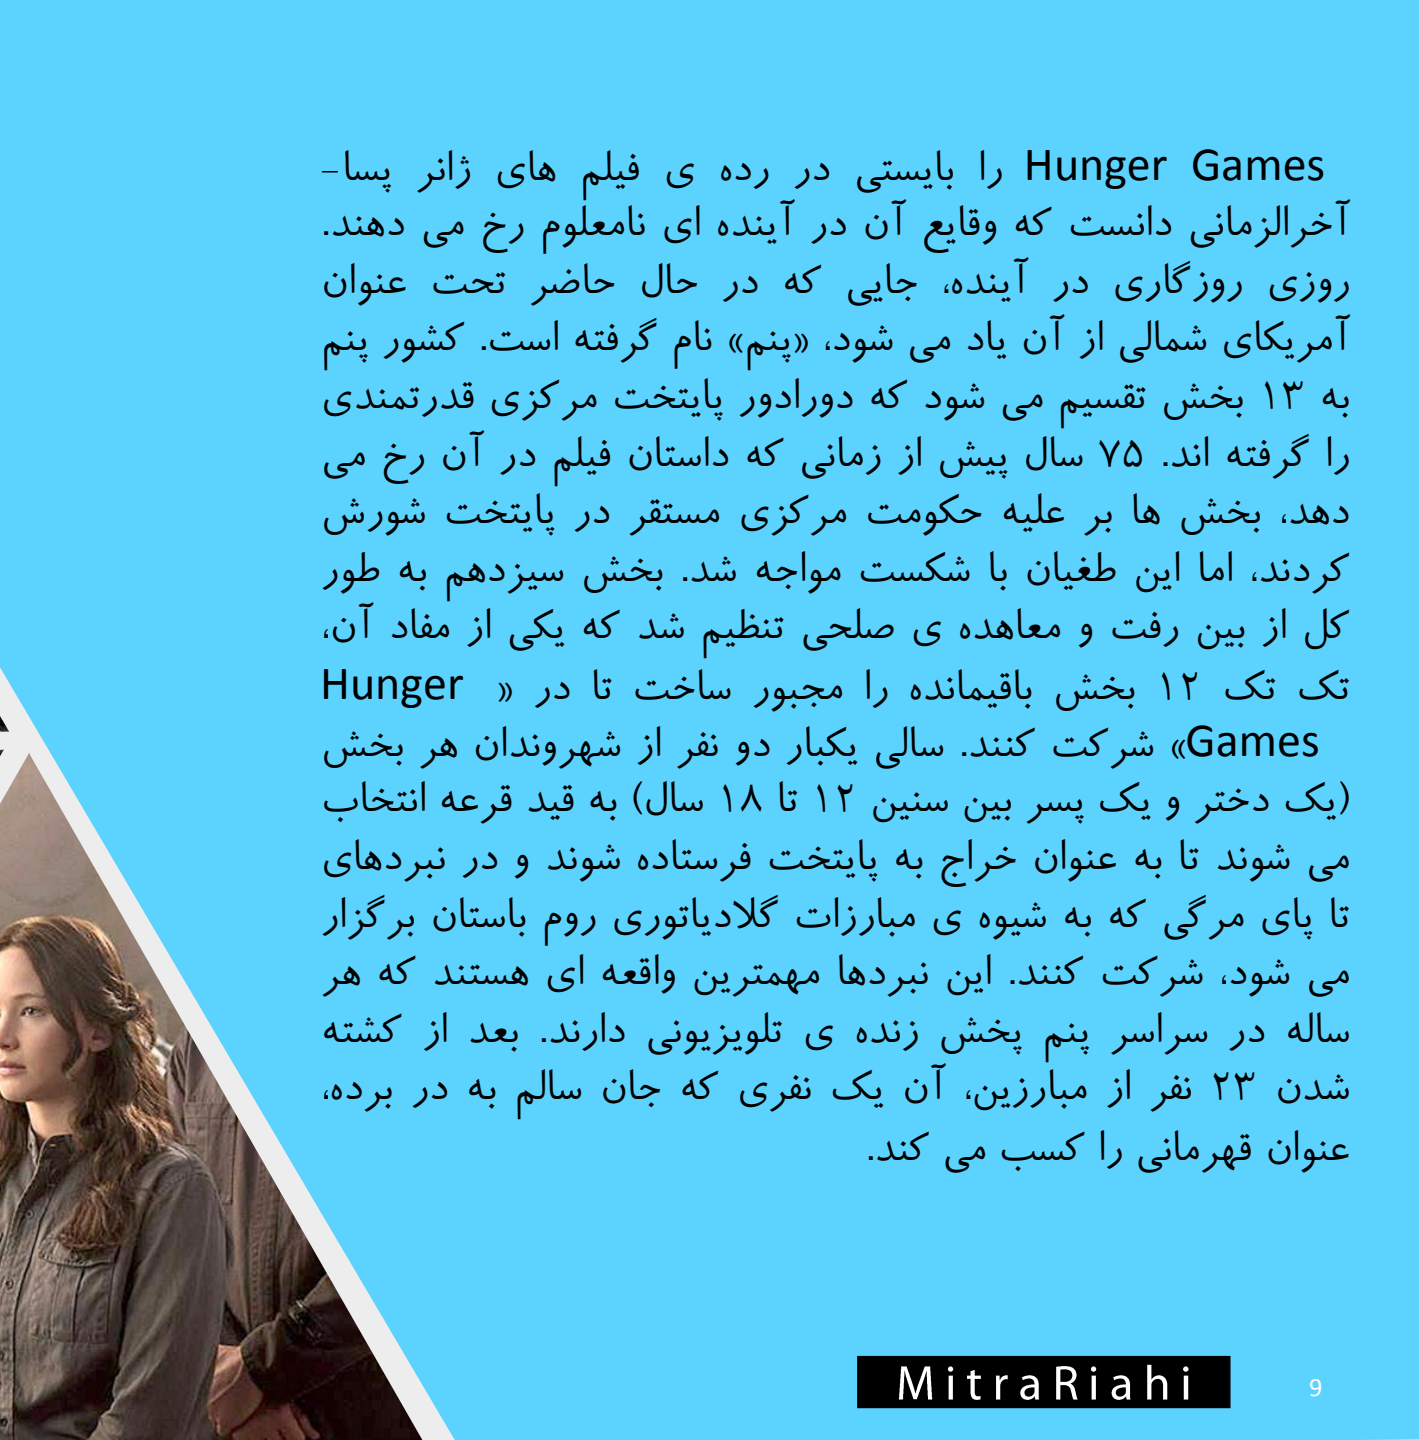 Hunger Games را بایستی در رده ی فیلم های ژانر پسا-
آخرالزمانی دانست که وقایع آن در آینده ای نامعلوم رخ می دهند.
روزی روزگاری در آینده، جایی که در حال حاضر تحت عنوان
آمریکای شمالی از آن یاد می شود، «پنم» نام گرفته است. کشور پنم
به ۱۳ بخش تقسیم می شود که دورادور پایتخت مرکزی قدرتمندی
را گرفته اند. ۷۵ سال پیش از زمانی که داستان فیلم در آن رخ می
دهد، بخش ها بر علیه حکومت مرکزی مستقر در پایتخت شورش
کردند، اما این طغیان با شکست مواجه شد. بخش سیزدهم به طور
کل از بین رفت و معاهده ی صلحی تنظیم شد که یکی از مفاد آن،
تک تک ۱۲ بخش باقیمانده را مجبور ساخت تا در « Hunger
Games» شرکت کنند. سالی یکبار دو نفر از شهروندان هر بخش
(یک دختر و یک پسر بین سنین ۱۲ تا ۱۸ سال) به قید قرعه انتخاب
می شوند تا به عنوان خراج به پایتخت فرستاده شوند و در نبردهای
تا پای مرگی که به شیوه ی مبارزات گلادیاتوری روم باستان برگزار
می شود، شرکت کنند. این نبردها مهمترین واقعه ای هستند که هر
ساله در سراسر پنم پخش زنده ی تلویزیونی دارند. بعد از کشته
شدن ۲۳ نفر از مبارزین، آن یک نفری که جان سالم به در برده،
عنوان قهرمانی را کسب می کند.
MitraRiahi
9